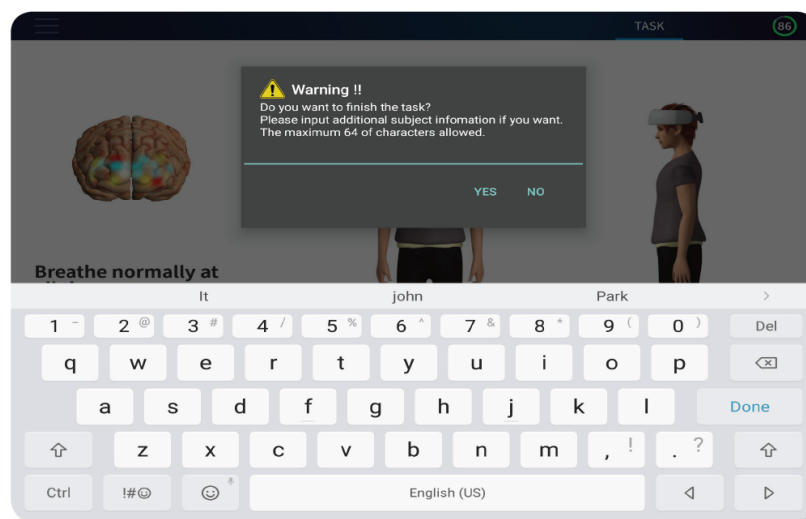 TASK
86
Warning !!
Do you want to finish the task?
Please input additional subject infomation if you want.
The maximum 64 of characters allowed.
YES NO
Breathe normally at
It john Park >
1 - 2 @ 3 # 4 / 5 % 6 ^ 7 & 8 * 9 ( 0 ) Del
q w e r t y u i o p
a s d f g h j k l Done
z x c v b n m , ! . ?
Ctrl !#☺ English (US)